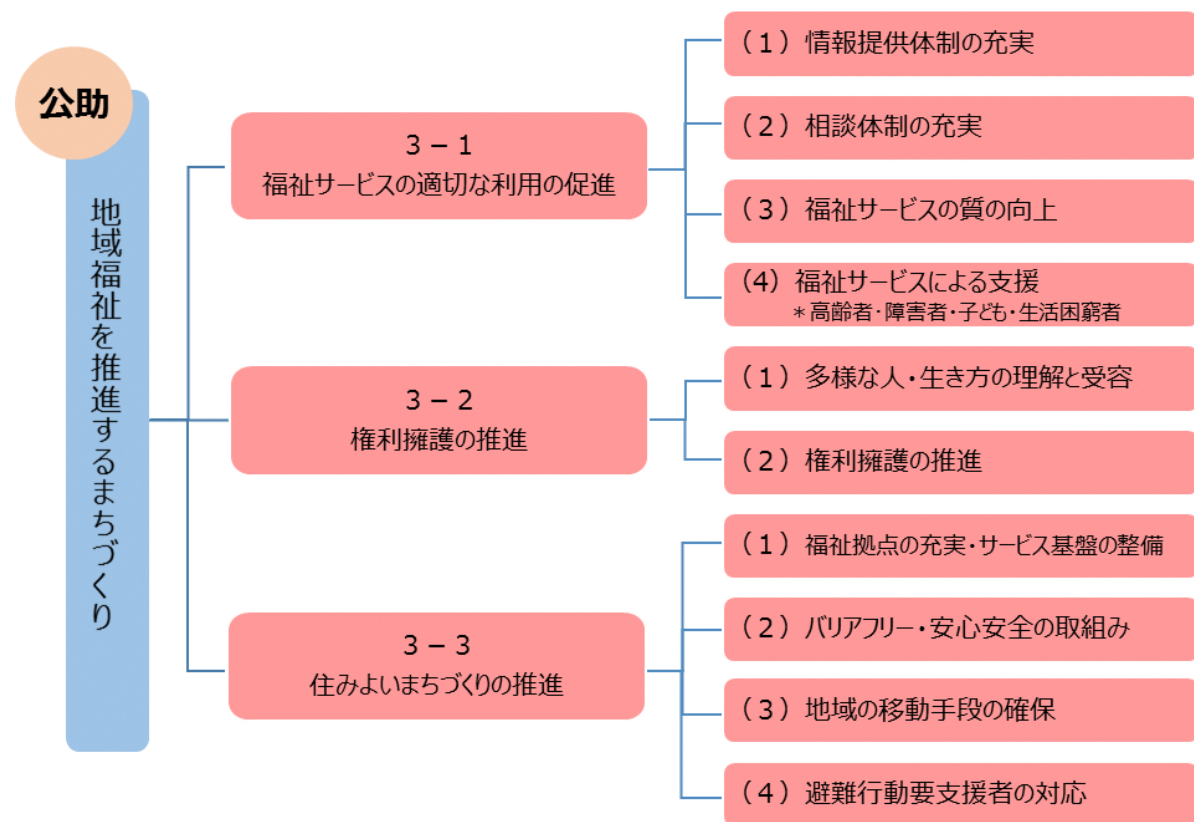 公助
地域福祉を推進するまちづくり
3－1
福祉サービスの適切な利用の促進
（1）情報提供体制の充実
（2）相談体制の充実
（3）福祉サービスの質の向上
（4）福祉サービスによる支援
＊高齢者・障害者・子ども・生活困窮者
3－2
権利擁護の推進
（1）多様な人・生き方の理解と受容
（2）権利擁護の推進
3－3
住みよいまちづくりの推進
（1）福祉拠点の充実・サービス基盤の整備
（2）バリアフリー・安心安全の取組み
（3）地域の移動手段の確保
（4）避難行動要支援者の対応